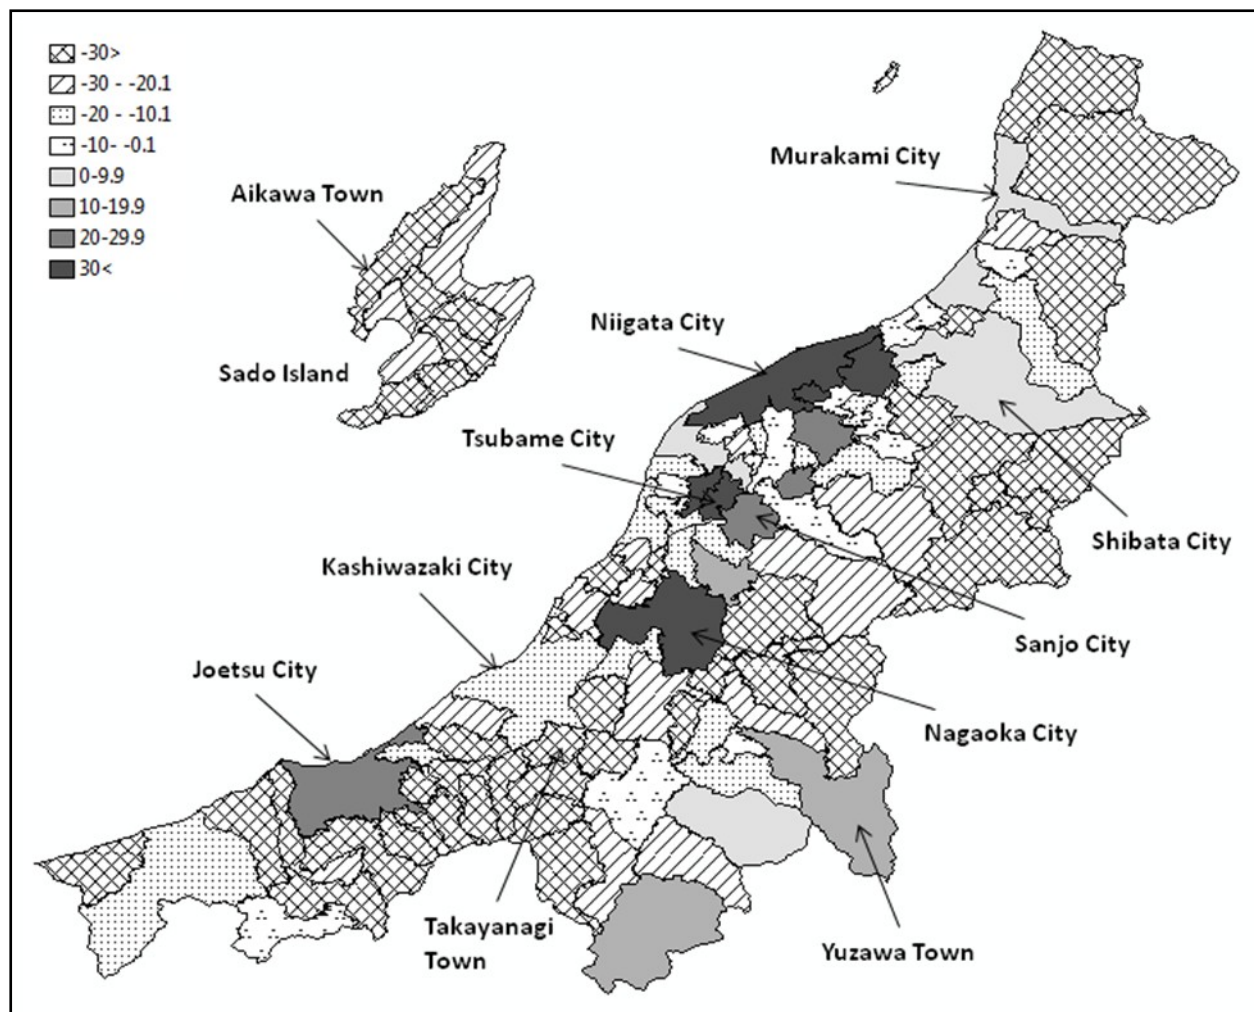 -30>
-30 - -20.1
-20 - -10.1
-10- -0.1
0-9.9
10-19.9
20-29.9
30<
Murakami City
Aikawa Town
Niigata City
Sado Island
Tsubame City
Shibata City
Kashiwazaki City
Sanjo City
Joetsu City
Nagaoka City
Takayanagi
Town
Yuzawa Town